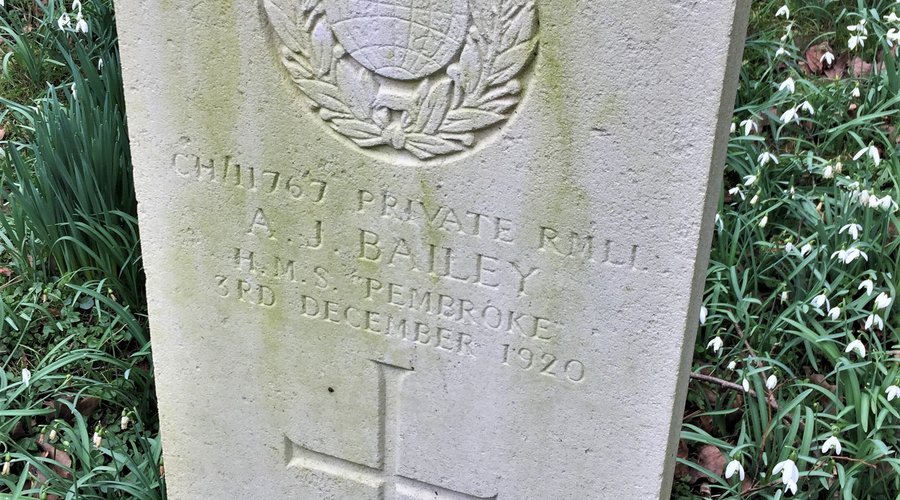 CH/11767 PRIVATE RMLI.
A. J. BAILEY
H.M.S. "PEMBROKE"
3RD DECEMBER 1920